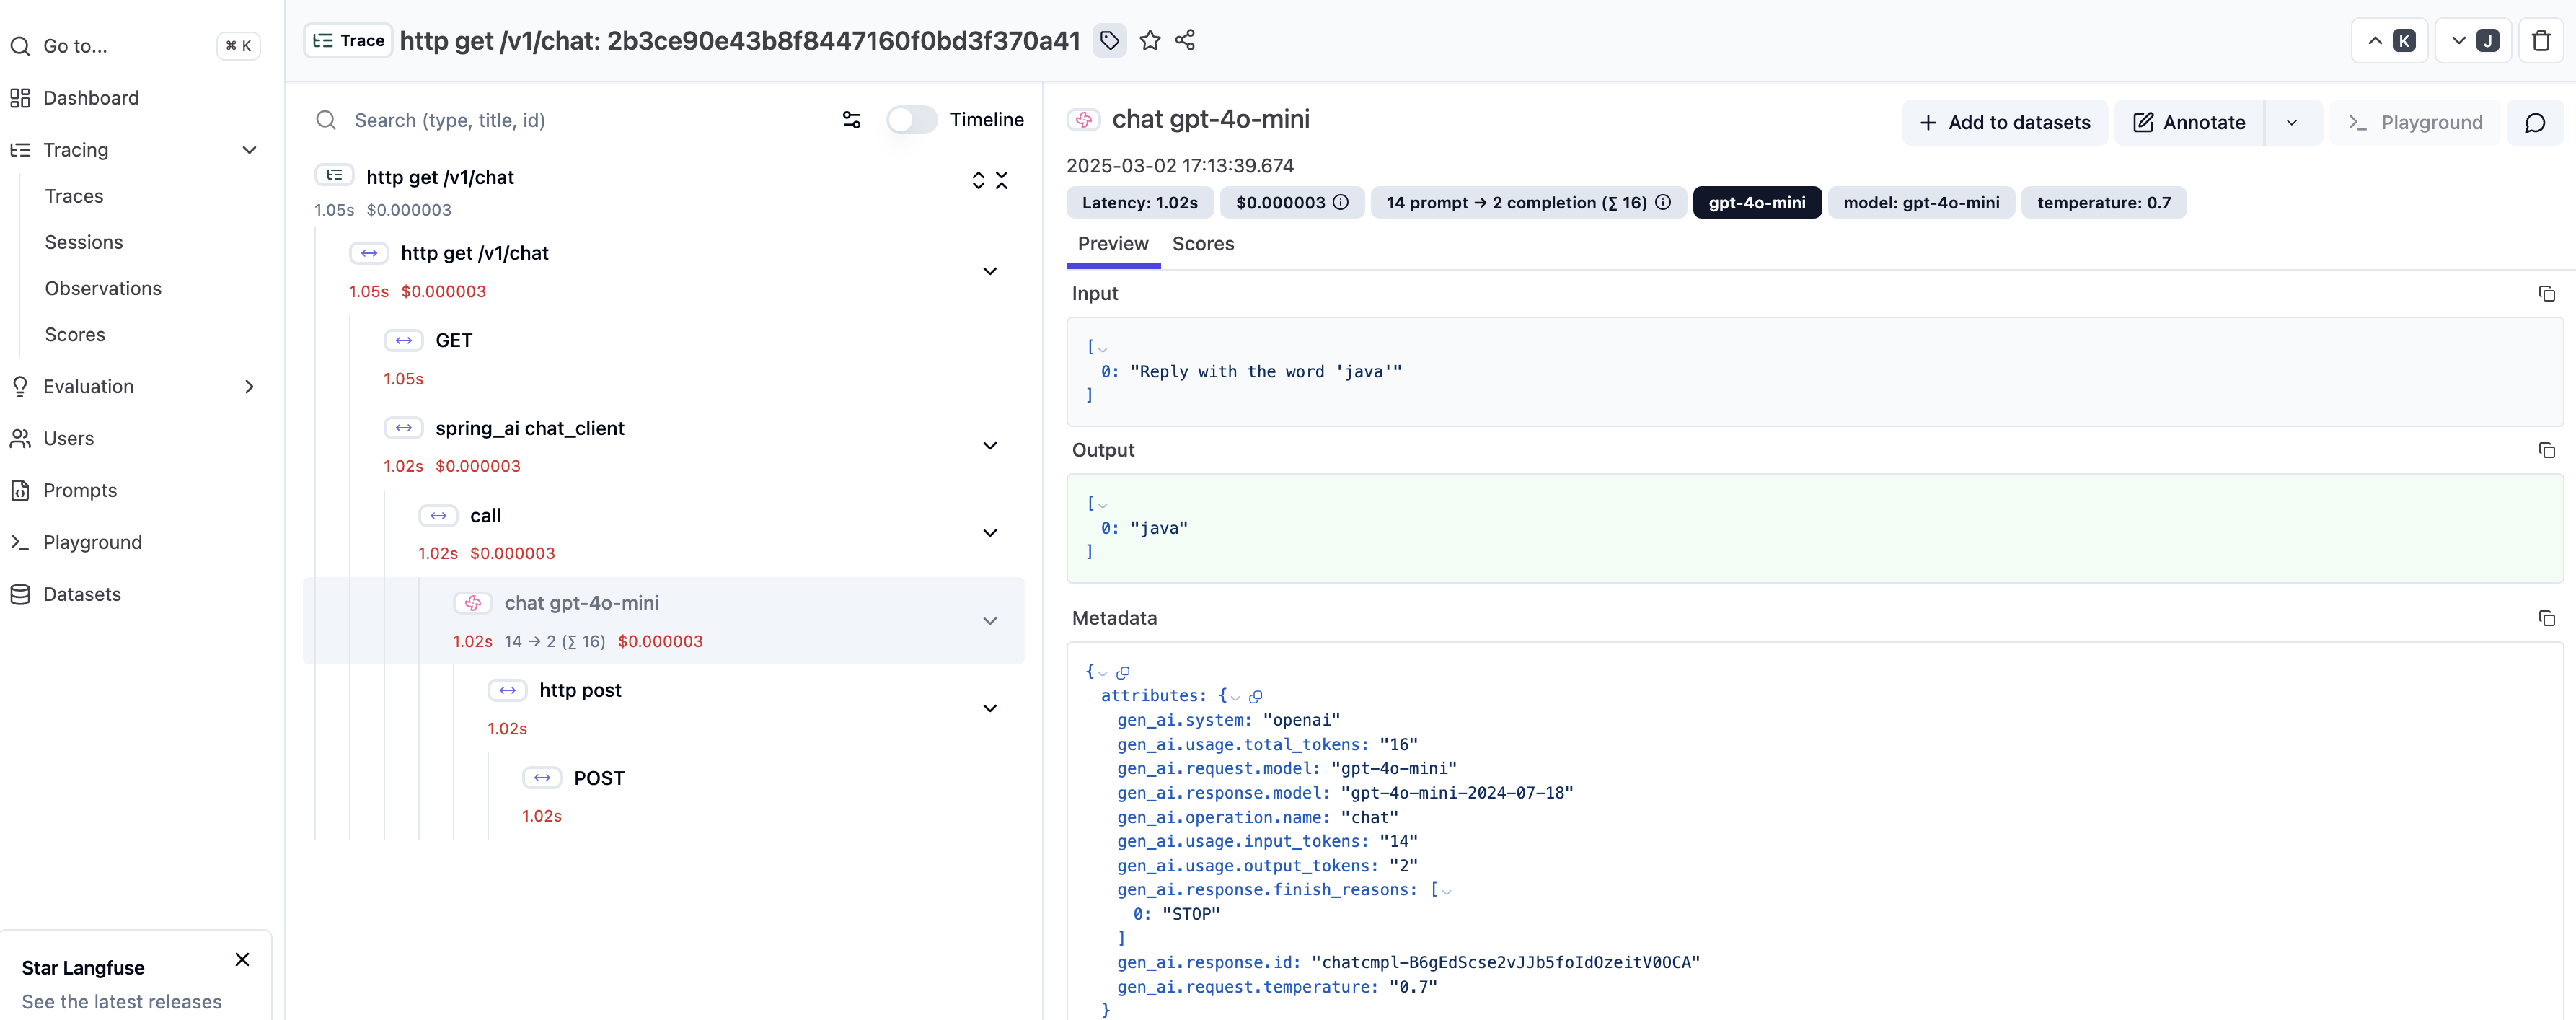 Go to...
⌘ K
Dashboard
Tracing
Traces
Sessions
Observations
Scores
Evaluation
Users
Prompts
Playground
Datasets
Star Langfuse
See the latest releases
Trace
http get /v1/chat: 2b3ce90e43b8f8447160f0bd3f370a41
K
J
Search (type, title, id)
Timeline
http get /v1/chat
1.05s $0.000003
http get /v1/chat
1.05s $0.000003
GET
1.05s
spring_ai chat_client
1.02s $0.000003
call
1.02s $0.000003
chat gpt-4o-mini
1.02s 14 → 2 (∑ 16) $0.000003
http post
1.02s
POST
1.02s
chat gpt-4o-mini
Add to datasets
Annotate
Playground
2025-03-02 17:13:39.674
Latency: 1.02s
$0.000003
14 prompt → 2 completion (∑ 16)
gpt-4o-mini
model: gpt-4o-mini
temperature: 0.7
Preview
Scores
Input
[
0: "Reply with the word 'java'"
]
Output
[
0: "java"
]
Metadata
{
attributes: {
gen_ai.system: "openai"
gen_ai.usage.total_tokens: "16"
gen_ai.request.model: "gpt-4o-mini"
gen_ai.response.model: "gpt-4o-mini-2024-07-18"
gen_ai.operation.name: "chat"
gen_ai.usage.input_tokens: "14"
gen_ai.usage.output_tokens: "2"
gen_ai.response.finish_reasons: [
0: "STOP"
]
gen_ai.response.id: "chatcmpl-B6gEdScse2vJJb5foIdOzeitV0OCA"
gen_ai.request.temperature: "0.7"
}